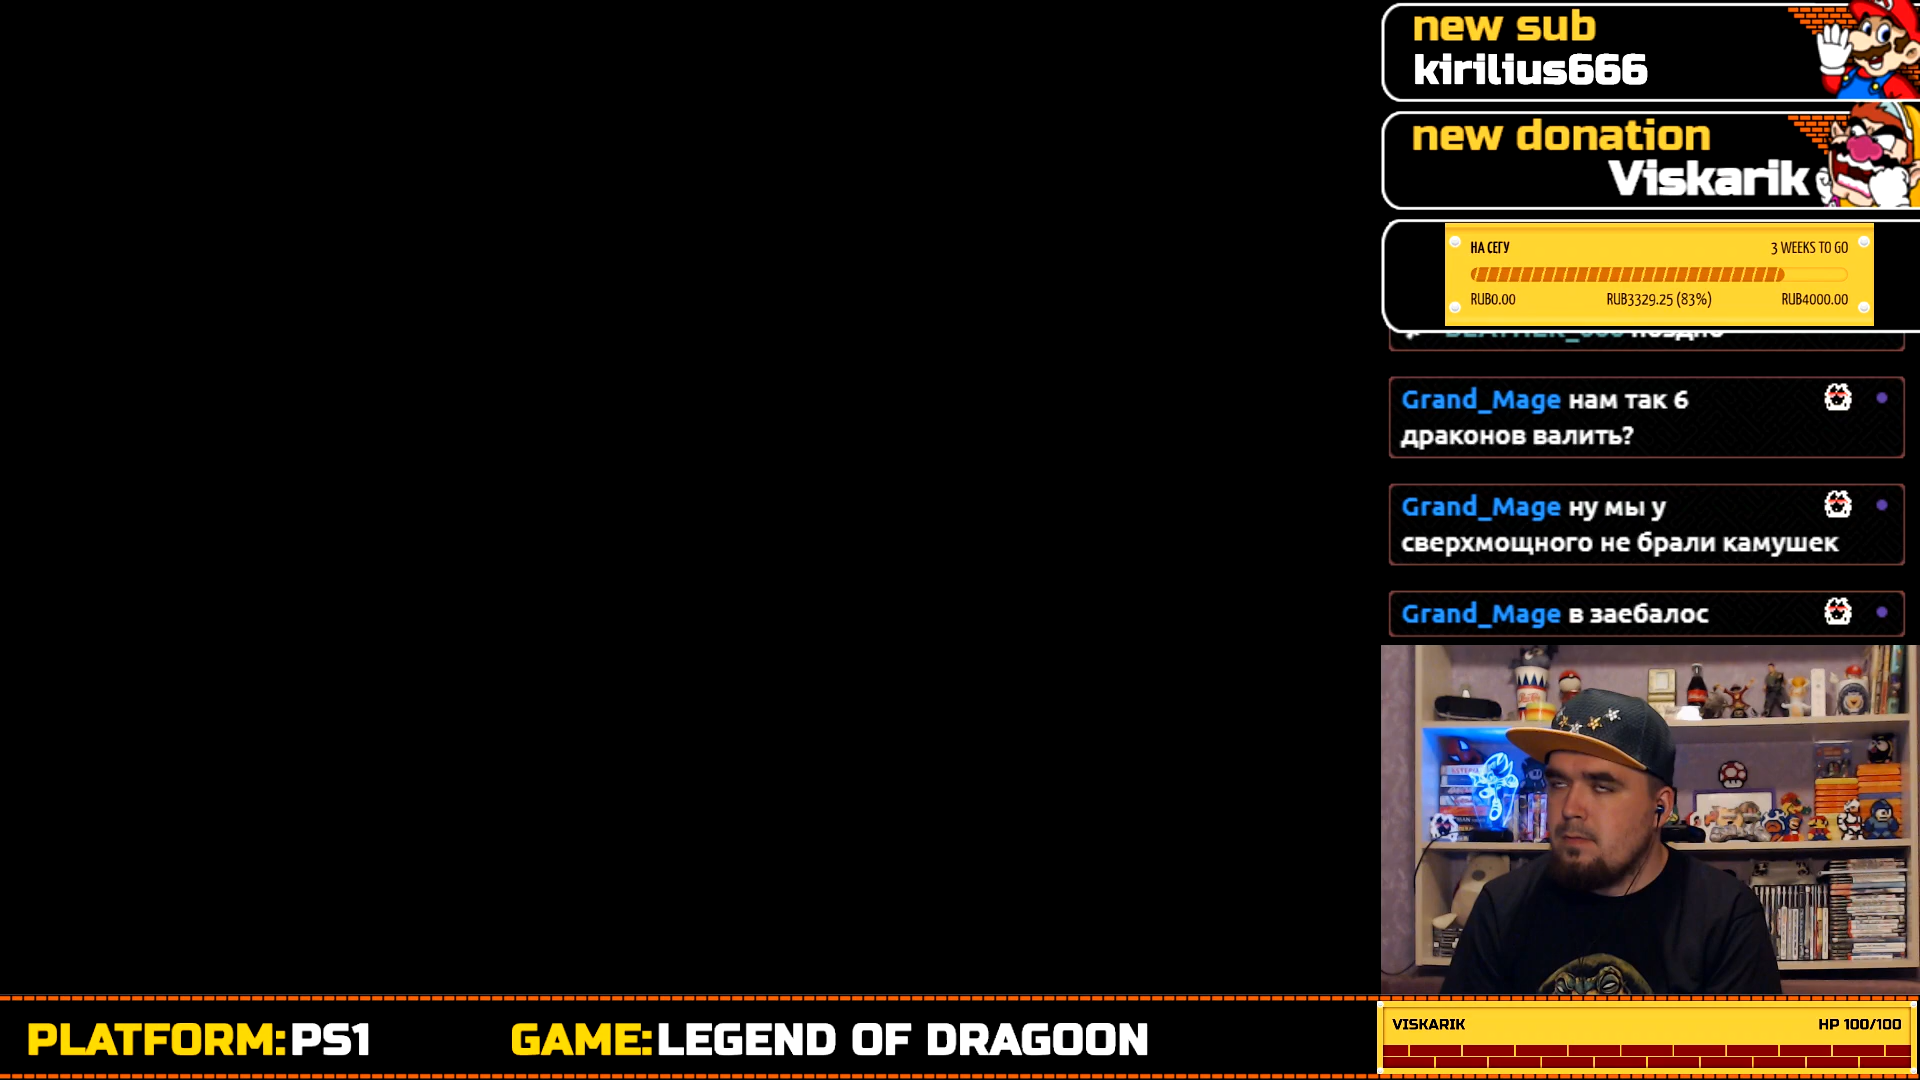 new sub
kirilius666
new donation
Viskarik
НА СЕГУ
3 WEEKS TO GO
RUB0.00
RUB3329.25 (83%)
RUB4000.00
Grand_Mage нам так 6
драконов валить?
Grand_Mage ну мы у
сверхмощного не брали камушек
Grand_Mage в заебалос
PLATFORM:PS1
GAME:LEGEND OF DRAGOON
VISKARIK
HP 100/100